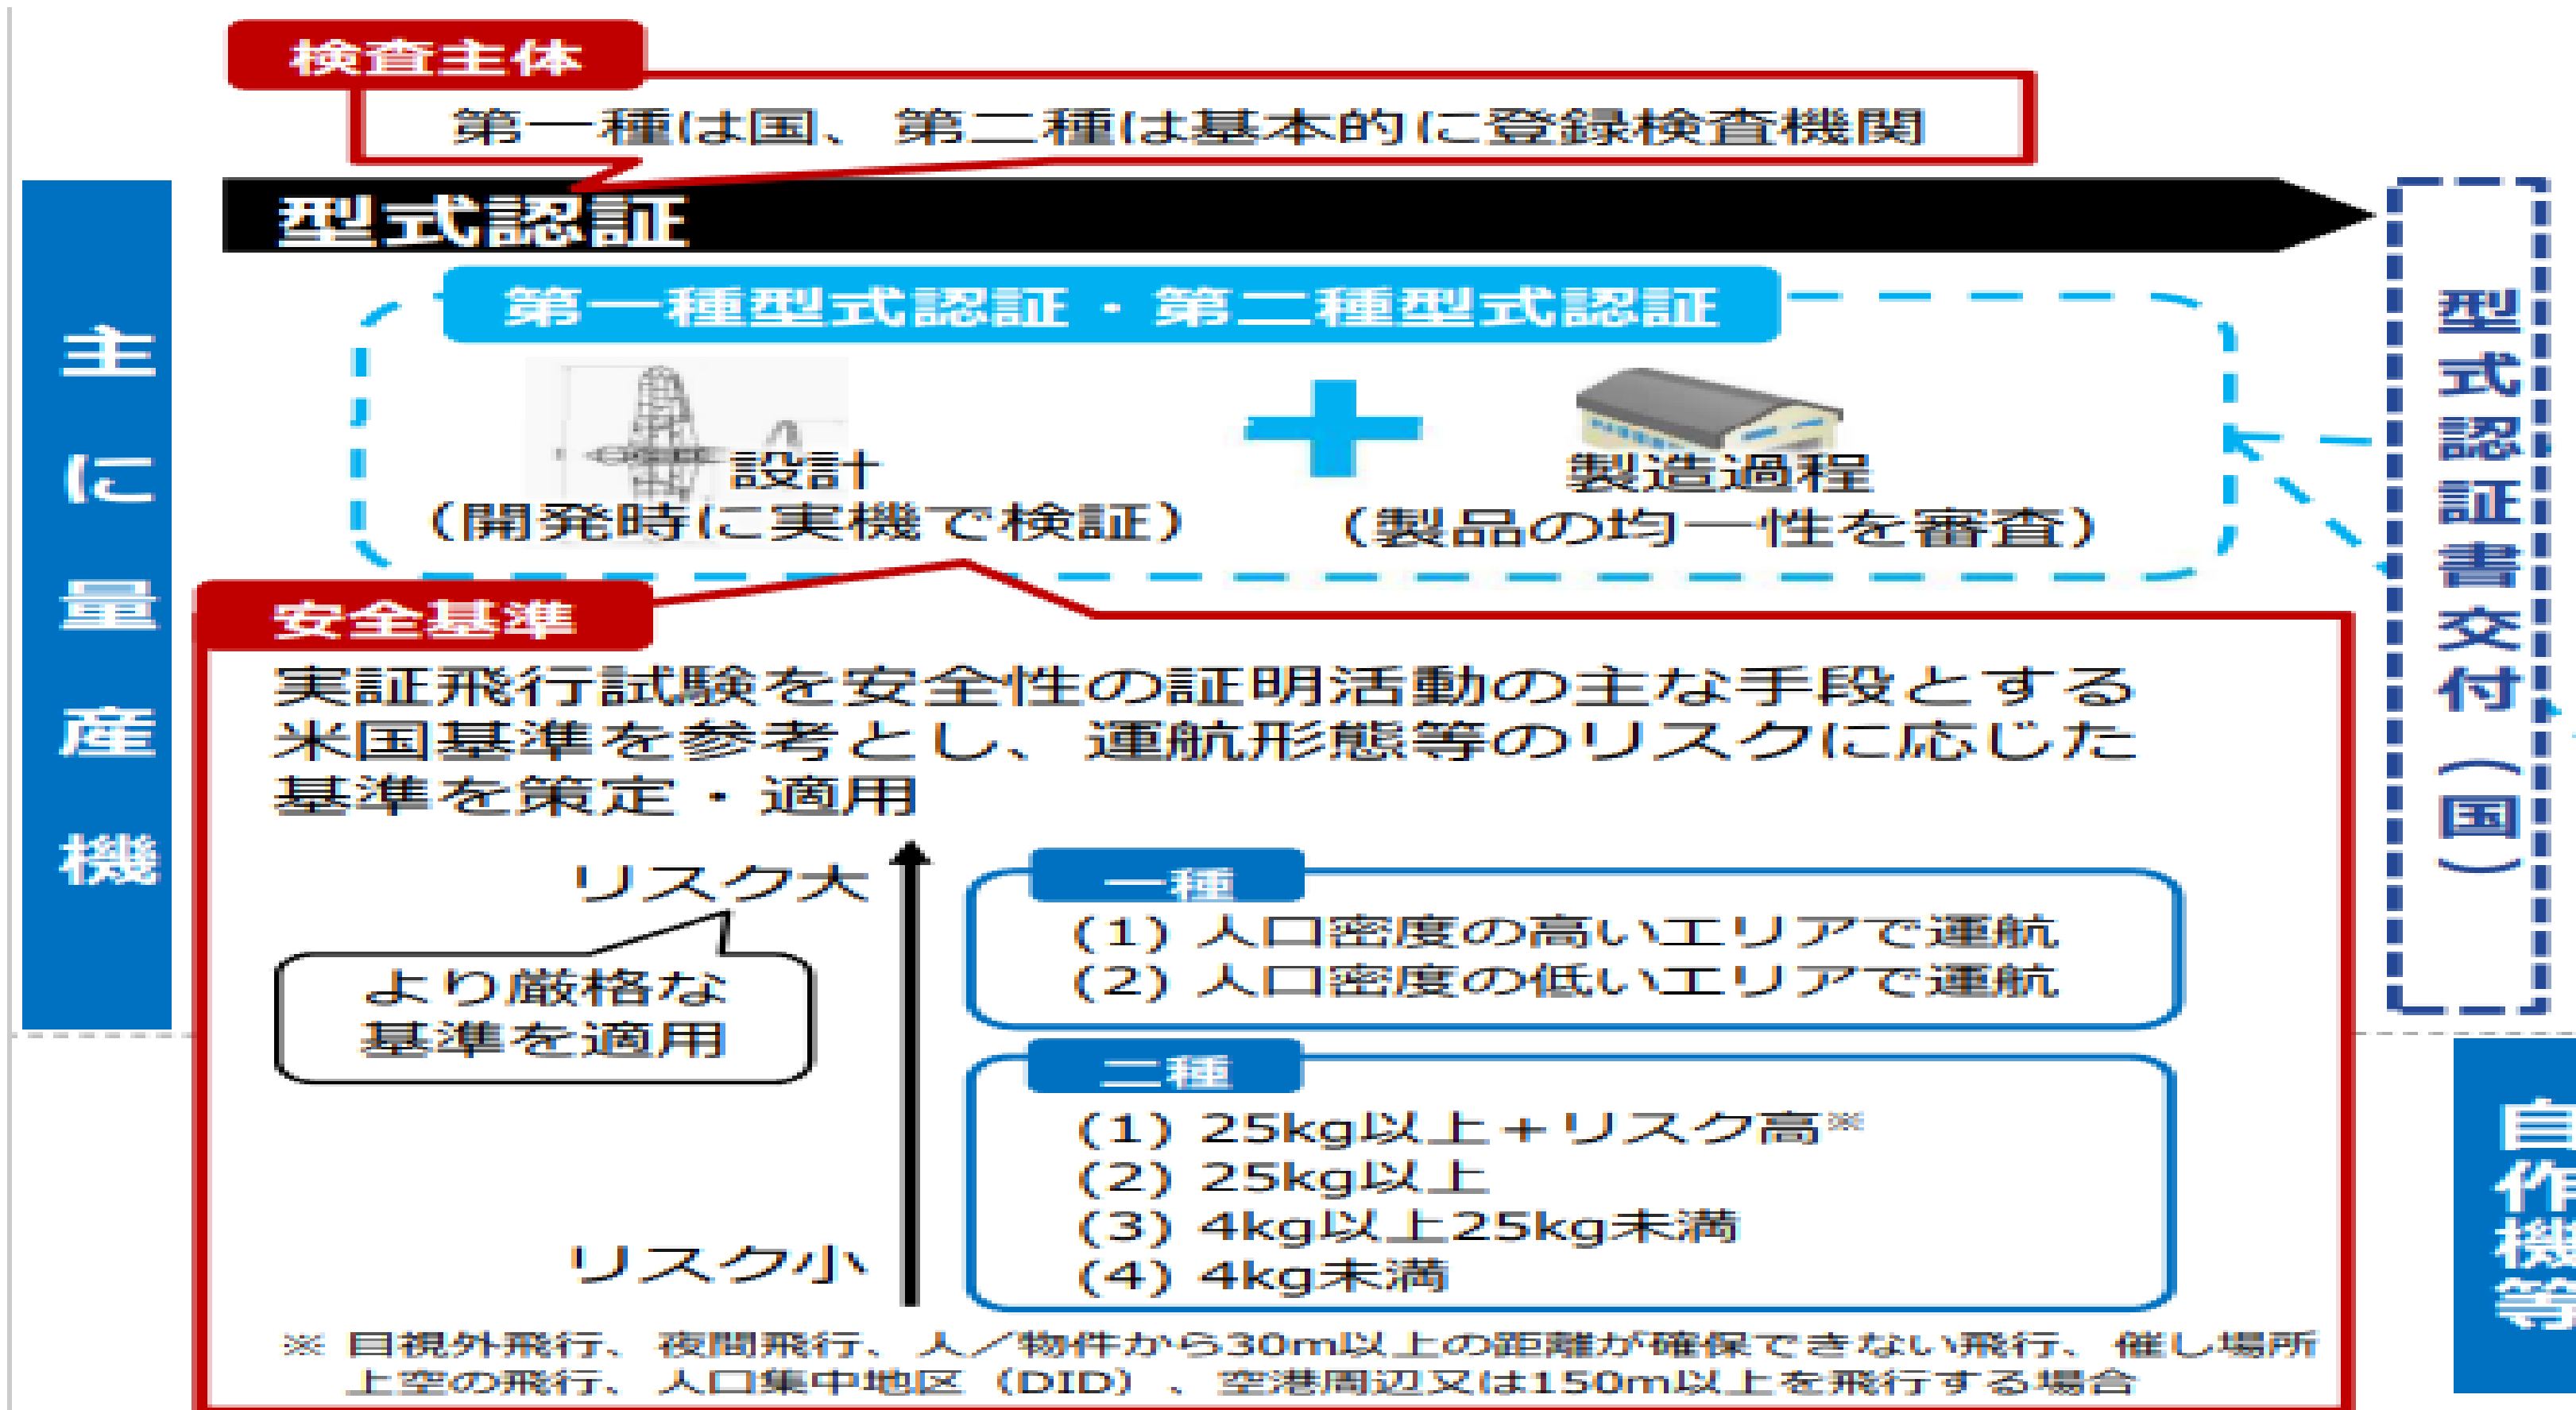 検査主体
第一種は国、第二種は基本的に登録検査機関
型式認証
主に量産機
第一種型式認証・第二種型式認証
設計
（開発時に実機で検証）
製造過程
（製品の均一性を審査）
型式認証書交付（国）
安全基準
実証飛行試験を安全性の証明活動の主な手段とする
米国基準を参考とし、運航形態等のリスクに応じた
基準を策定・適用
リスク大
より厳格な
基準を適用
リスク小
一種
(1) 人口密度の高いエリアで運航
(2) 人口密度の低いエリアで運航
二種
(1) 25kg以上＋リスク高※
(2) 25kg以上
(3) 4kg以上25kg未満
(4) 4kg未満
※ 目視外飛行、夜間飛行、人／物件から30m以上の距離が確保できない飛行、催し場所
上空の飛行、人口集中地区（DID）、空港周辺又は150m以上を飛行する場合
自作機等